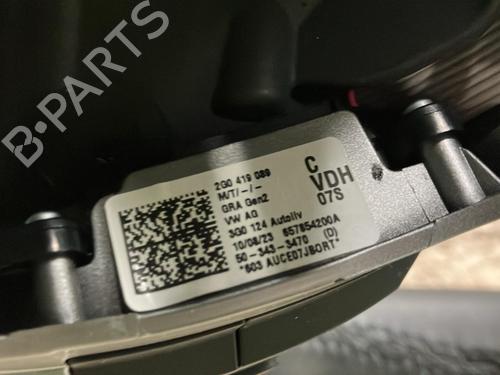 B-PARTS
2G0 419 089
M/T/-/-
GRA Gen2
VW AG
3G0 124 Autoliv
10/08/23 657654200A
50-343-3470 (D)
*603 AUCE07JBORT*
C
VDH
07S